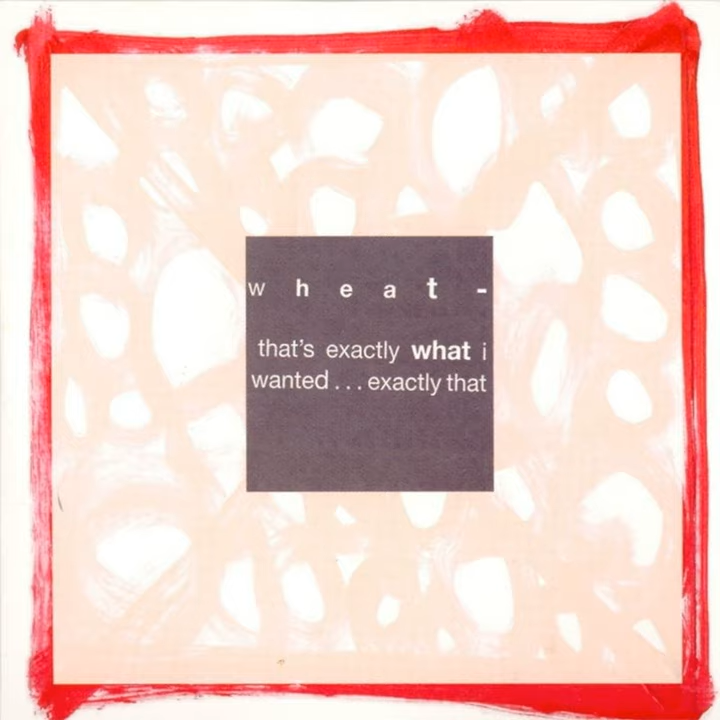 w h e a t -
that's exactly what i
wanted . . . exactly that